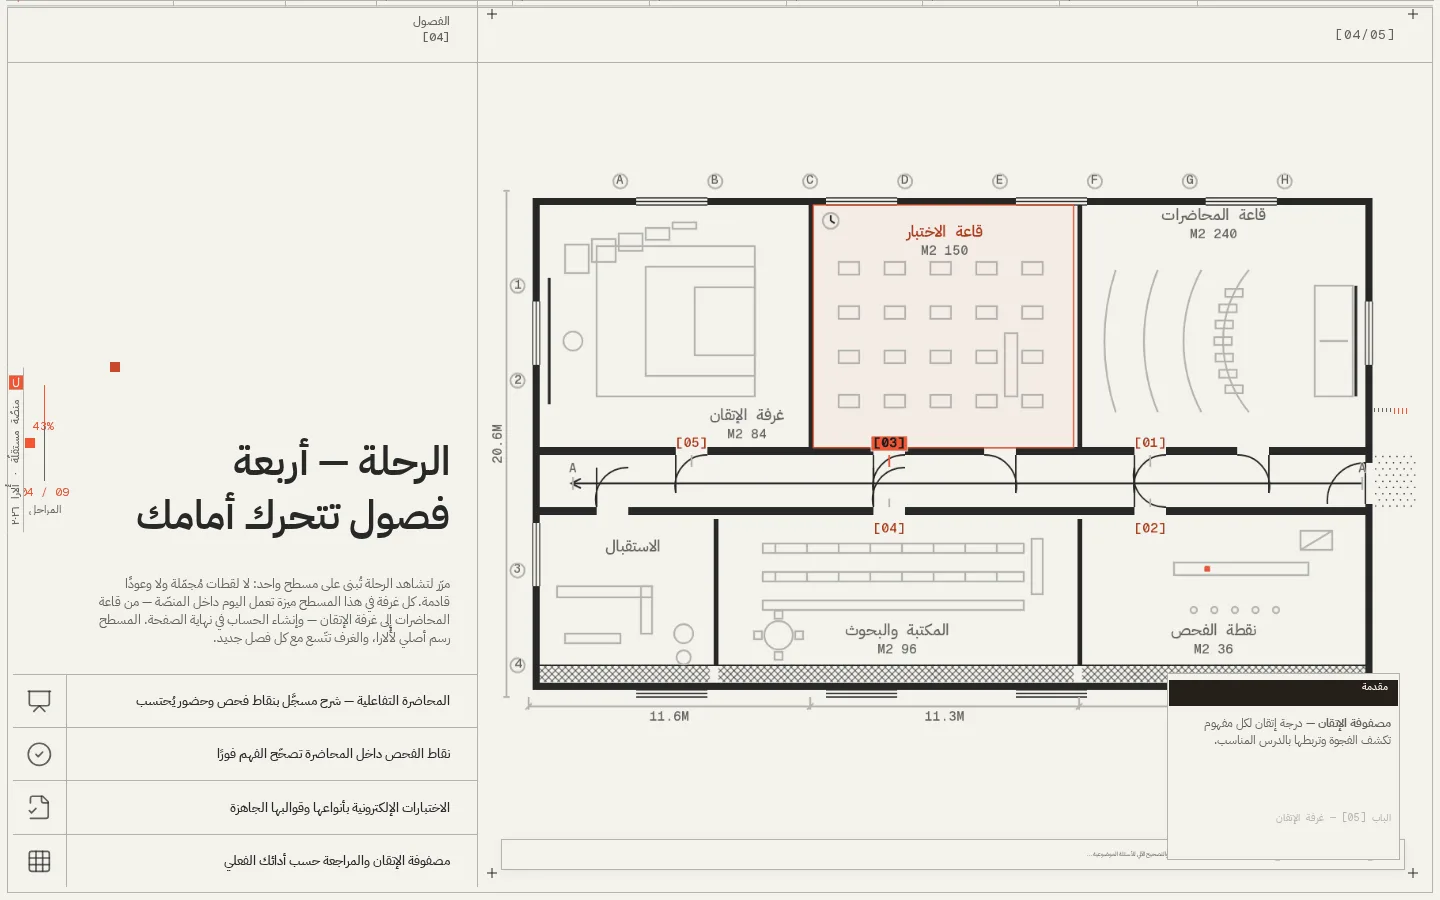 الفصول
[04]
[04/05]
الرحلة — أربعة
فصول تتحرك أمامك
مرّر لتشاهد الرحلة تُبنى على مسطح واحد: لا لقطات مُجمّلة ولا وعودًا
قادمة. كل غرفة في هذا المسطح ميزة تعمل اليوم داخل المنصّة — من قاعة
المحاضرات إلى غرفة الإتقان — وإنشاء الحساب في نهاية الصفحة. المسطح
رسم أصلي لألارا، والغرف تتّسع مع كل فصل جديد.
المحاضرة التفاعلية — شرح مسجَّل بنقاط فحص وحضور يُحتسب
نقاط الفحص داخل المحاضرة تصحّح الفهم فورًا
الاختبارات الإلكترونية بأنواعها وقوالبها الجاهزة
مصفوفة الإتقان والمراجعة حسب أدائك الفعلي
43%
04 / 09
المراحل
منصّة مستقلّة · ألارا ٢٠٢٦
A
B
C
D
E
F
G
H
1
2
3
4
20.6M
قاعة المحاضرات
M2 240
قاعة الاختبار
M2 150
غرفة الإتقان
M2 84
[05]
[03]
[01]
A
A
[04]
[02]
الاستقبال
المكتبة والبحوث
M2 96
نقطة الفحص
M2 36
11.6M
11.3M
مقدمة
مصفوفة الإتقان — درجة إتقان لكل مفهوم
تكشف الفجوة وتربطها بالدرس المناسب.
الباب [05] — غرفة الإتقان